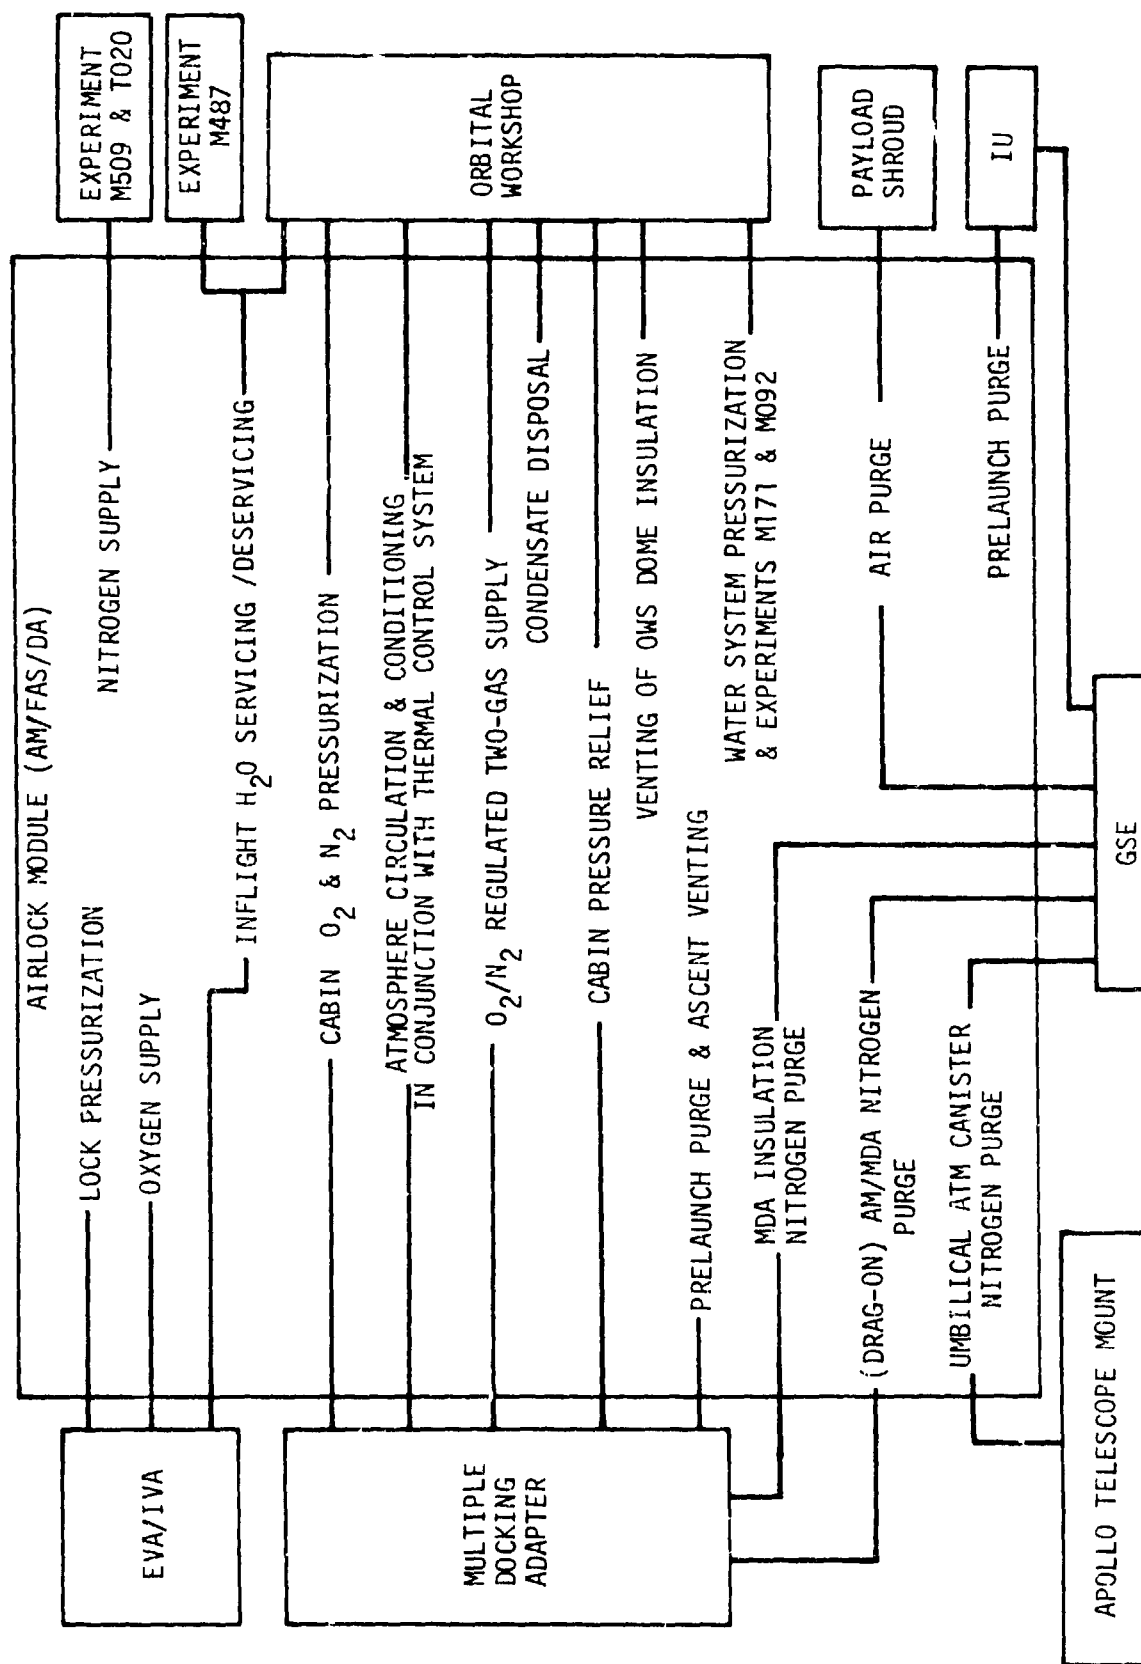 AIRLOCK MODULE (AM/FAS/DA)
EVA/IVA
LOCK PRESSURIZATION
OXYGEN SUPPLY
NITROGEN SUPPLY
EXPERIMENT
M509 & T020
INFLIGHT H2O SERVICING/DESERVICING
EXPERIMENT
M487
MULTIPLE
DOCKING
ADAPTER
CABIN O2 & N2 PRESSURIZATION
ATMOSPHERE CIRCULATION & CONDITIONING
IN CONJUNCTION WITH THERMAL CONTROL SYSTEM
O2/N2 REGULATED TWO-GAS SUPPLY
CONDENSATE DISPOSAL
CABIN PRESSURE RELIEF
VENTING OF OWS DOME INSULATION
PRELAUNCH PURGE & ASCENT VENTING
WATER SYSTEM PRESSURIZATION
& EXPERIMENTS M171 & M092
ORBITAL
WORKSHOP
MDA INSULATION
NITROGEN PURGE
(DRAG-ON) AM/MDA NITROGEN
PURGE
AIR PURGE
PAYLOAD
SHROUD
UMBILICAL ATM CANISTER
NITROGEN PURGE
PRELAUNCH PURGE
IU
APOLLO TELESCOPE MOUNT
GSE